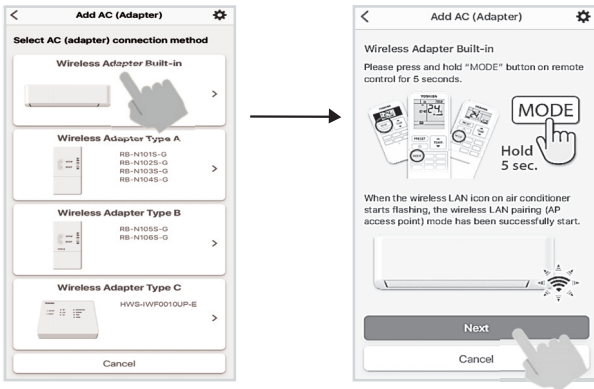 Add AC (Adapter)
Select AC (adapter) connection method
Wireless Adapter Built-in
Wireless Adapter Type A
RB-N101S-G
RB-N102S-G
RB-N103S-G
RB-N104S-G
Wireless Adapter Type B
RB-N105S-G
RB-N106S-G
Wireless Adapter Type C
HWS-IWF0010UP-E
Cancel
Add AC (Adapter)
Wireless Adapter Built-in
Please press and hold “MODE” button on remote
control for 5 seconds.
TOSHIBA
MODE
Hold
5 sec.
When the wireless LAN icon on air conditioner
starts flashing, the wireless LAN pairing (AP
access point) mode has been successfully start.
Next
Cancel